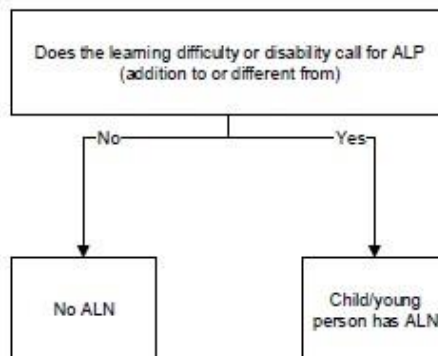 Does the learning difficulty or disability call for ALP
(addition to or different from)
No
Yes
No ALN
Child/young
person has ALN